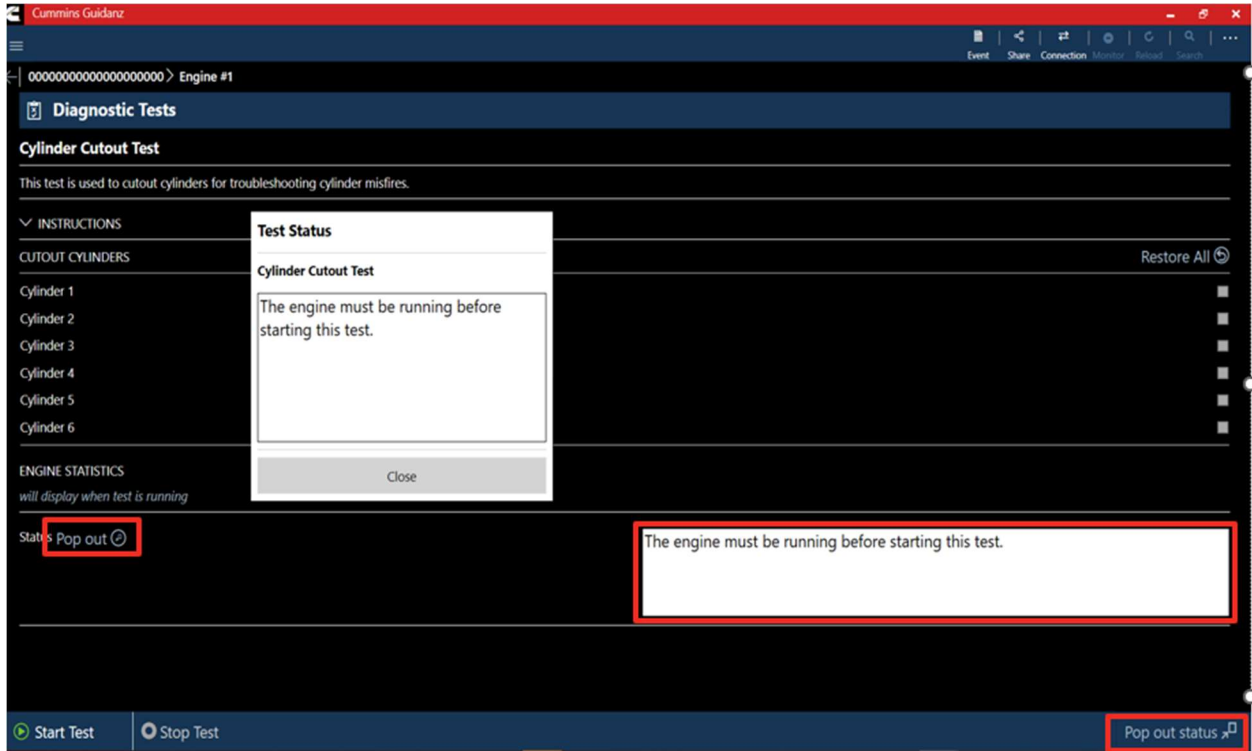 Cummins Guidanz
Event Share Connection Monitor Reload Search
00000000000000000000 > Engine #1
Diagnostic Tests
Cylinder Cutout Test
This test is used to cutout cylinders for troubleshooting cylinder misfires.
INSTRUCTIONS
CUTOUT CYLINDERS
Restore All
Cylinder 1
Cylinder 2
Cylinder 3
Cylinder 4
Cylinder 5
Cylinder 6
Test Status
Cylinder Cutout Test
The engine must be running before
starting this test.
Close
ENGINE STATISTICS
will display when test is running
Status Pop out
The engine must be running before starting this test.
Start Test
Stop Test
Pop out status